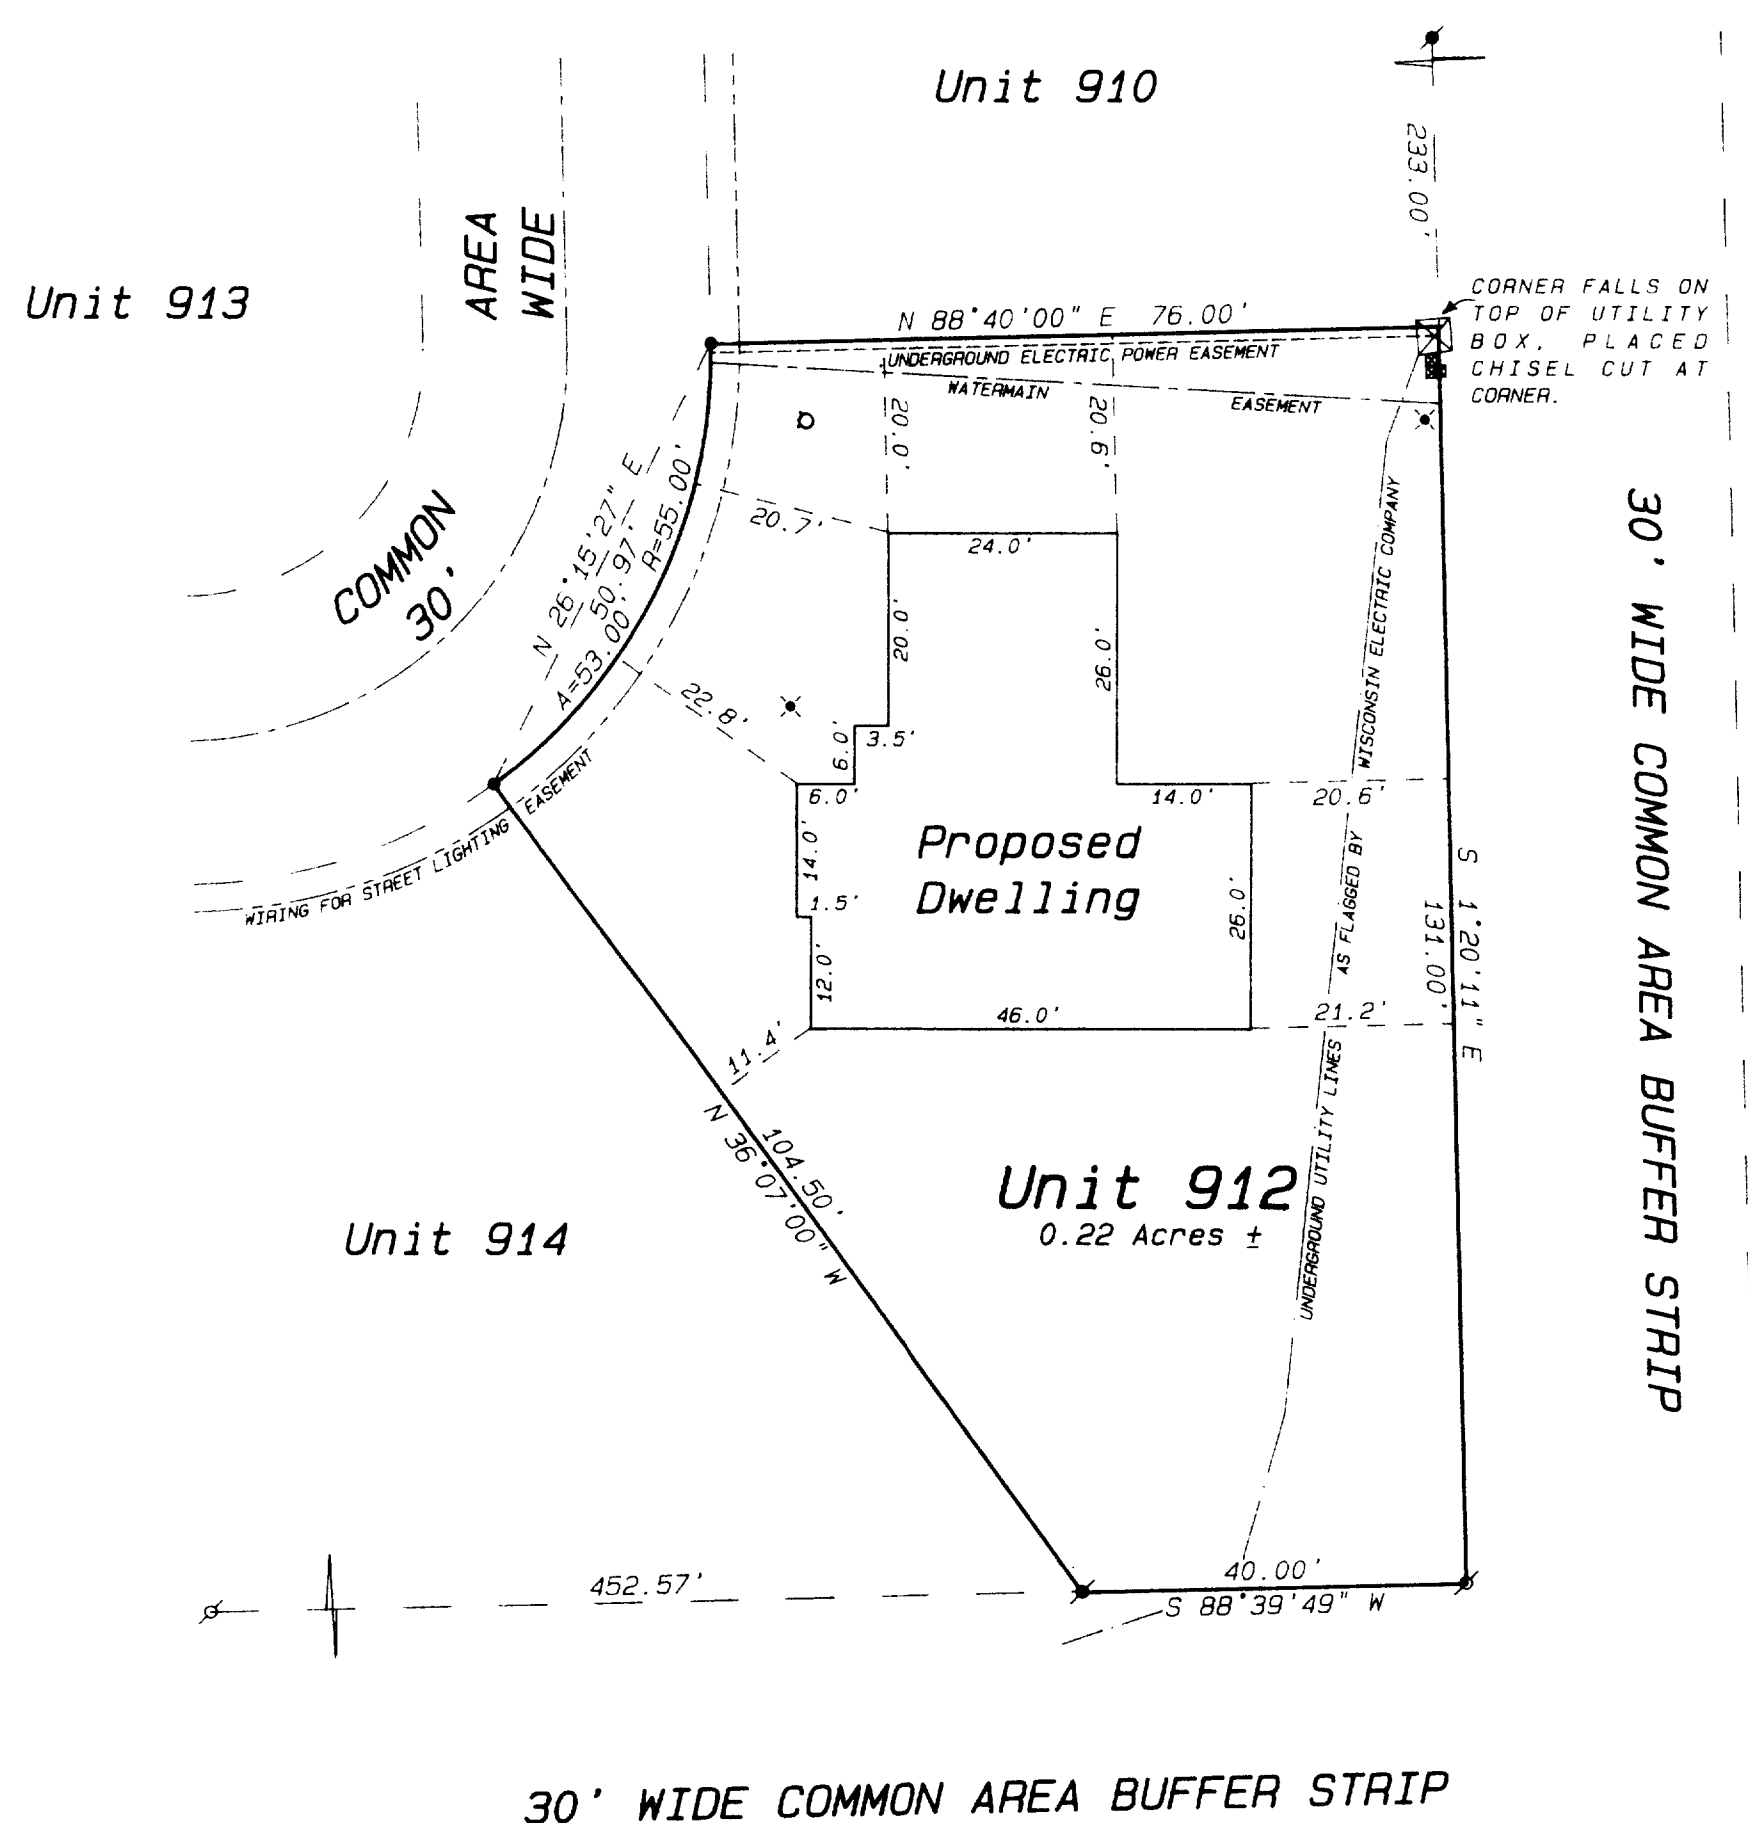 Unit 910
233.00'
Unit 913
AREA
WIDE
COMMON
30'
CORNER FALLS ON
TOP OF UTILITY
BOX. PLACED
CHISEL CUT AT
CORNER.
N 88°40'00" E 76.00'
UNDERGROUND ELECTRIC POWER EASEMENT
WATERMAIN EASEMENT
20.0'
20.6'
N 26°15'27" E
50.97'
R=55.00'
A=53.00'
20.7'
24.0'
20.0'
26.0'
22.8'
6.0'
3.5'
6.0'
14.0'
20.6'
14.0'
1.5'
12.0'
Proposed
Dwelling
26.0'
46.0'
21.2'
11.4'
WIRING FOR STREET LIGHTING EASEMENT
UNDERGROUND UTILITY LINES AS FLAGGED BY WISCONSIN ELECTRIC COMPANY
S 1°20'11" E
131.00'
30' WIDE COMMON AREA BUFFER STRIP
104.50'
N 36°07'00" W
Unit 912
0.22 Acres ±
Unit 914
452.57'
40.00'
S 88°39'49" W
30' WIDE COMMON AREA BUFFER STRIP